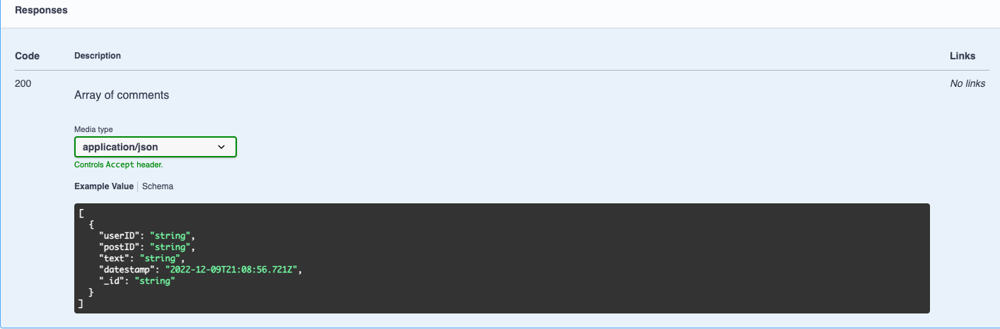 Responses
Code Description Links
200 Array of comments No links
Media type
application/json
Controls Accept header.
Example Value Schema
[
  {
    "userID": "string",
    "postID": "string",
    "text": "string",
    "datestamp": "2022-12-09T21:08:56.721Z",
    "_id": "string"
  }
]